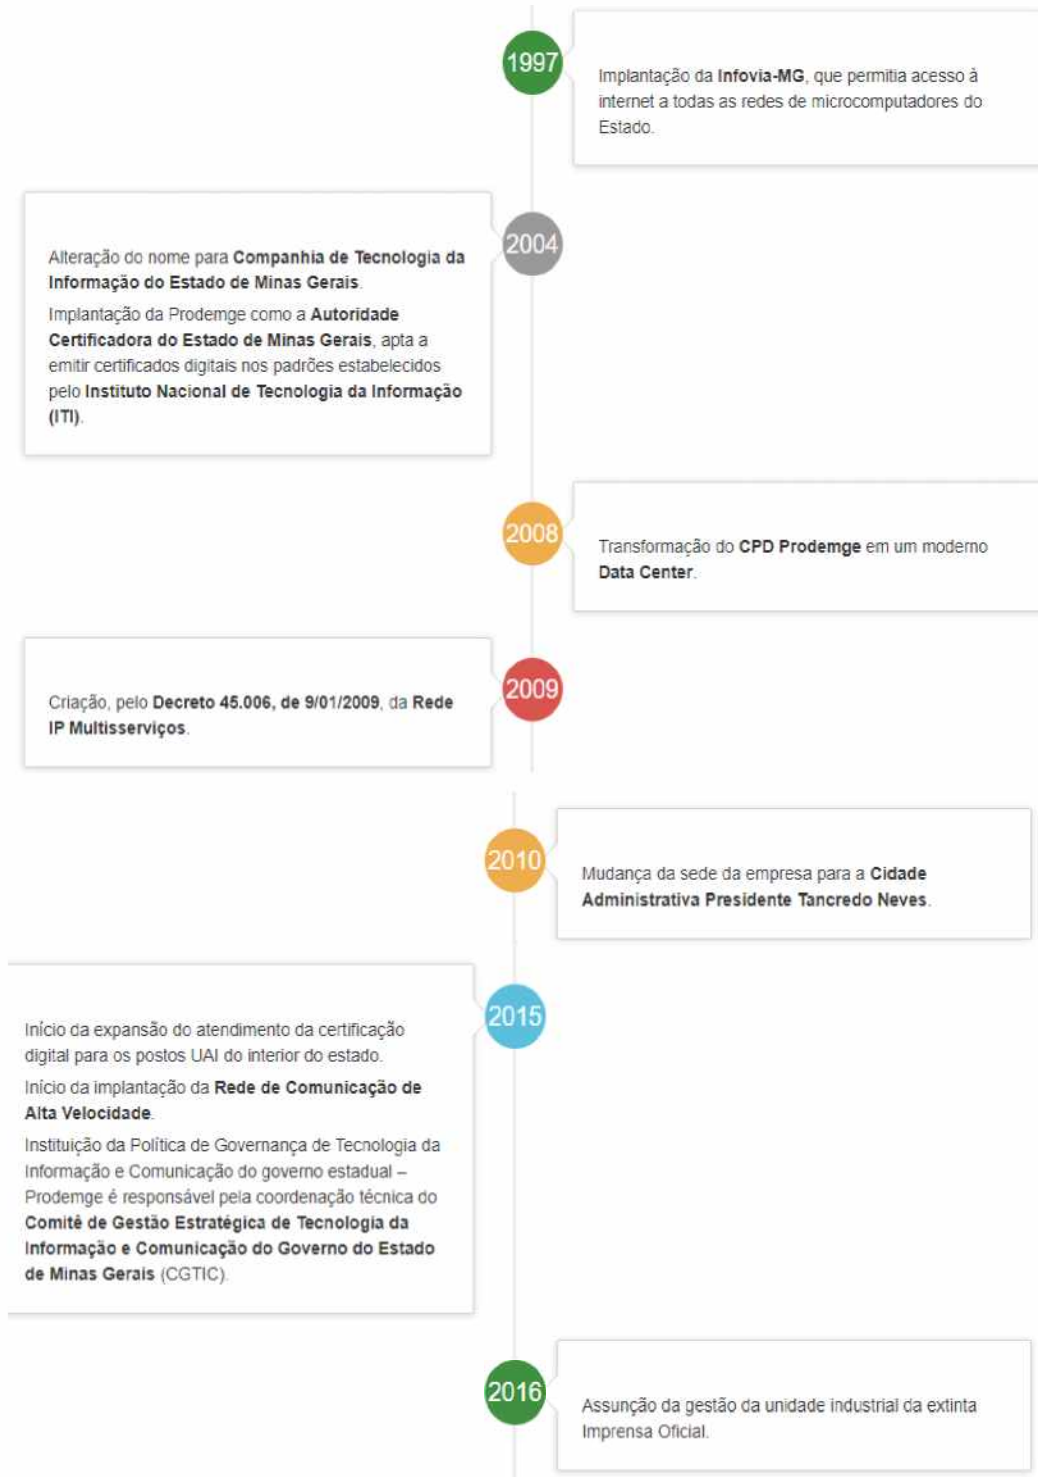 1997
Implantação da Infovia-MG, que permitia acesso à
internet a todas as redes de microcomputadores do
Estado.
2004
Alteração do nome para Companhia de Tecnologia da
Informação do Estado de Minas Gerais.
Implantação da Prodemge como a Autoridade
Certificadora do Estado de Minas Gerais, apta a
emitir certificados digitais nos padrões estabelecidos
pelo Instituto Nacional de Tecnologia da Informação
(ITI).
2008
Transformação do CPD Prodemge em um moderno
Data Center.
2009
Criação, pelo Decreto 45.006, de 9/01/2009, da Rede
IP Multisserviços.
2010
Mudança da sede da empresa para a Cidade
Administrativa Presidente Tancredo Neves.
2015
Início da expansão do atendimento da certificação
digital para os postos UAI do interior do estado.
Início da implantação da Rede de Comunicação de
Alta Velocidade.
Instituição da Política de Governança de Tecnologia da
Informação e Comunicação do governo estadual –
Prodemge é responsável pela coordenação técnica do
Comitê de Gestão Estratégica de Tecnologia da
Informação e Comunicação do Governo do Estado
de Minas Gerais (CGTIC).
2016
Assunção da gestão da unidade industrial da extinta
Imprensa Oficial.